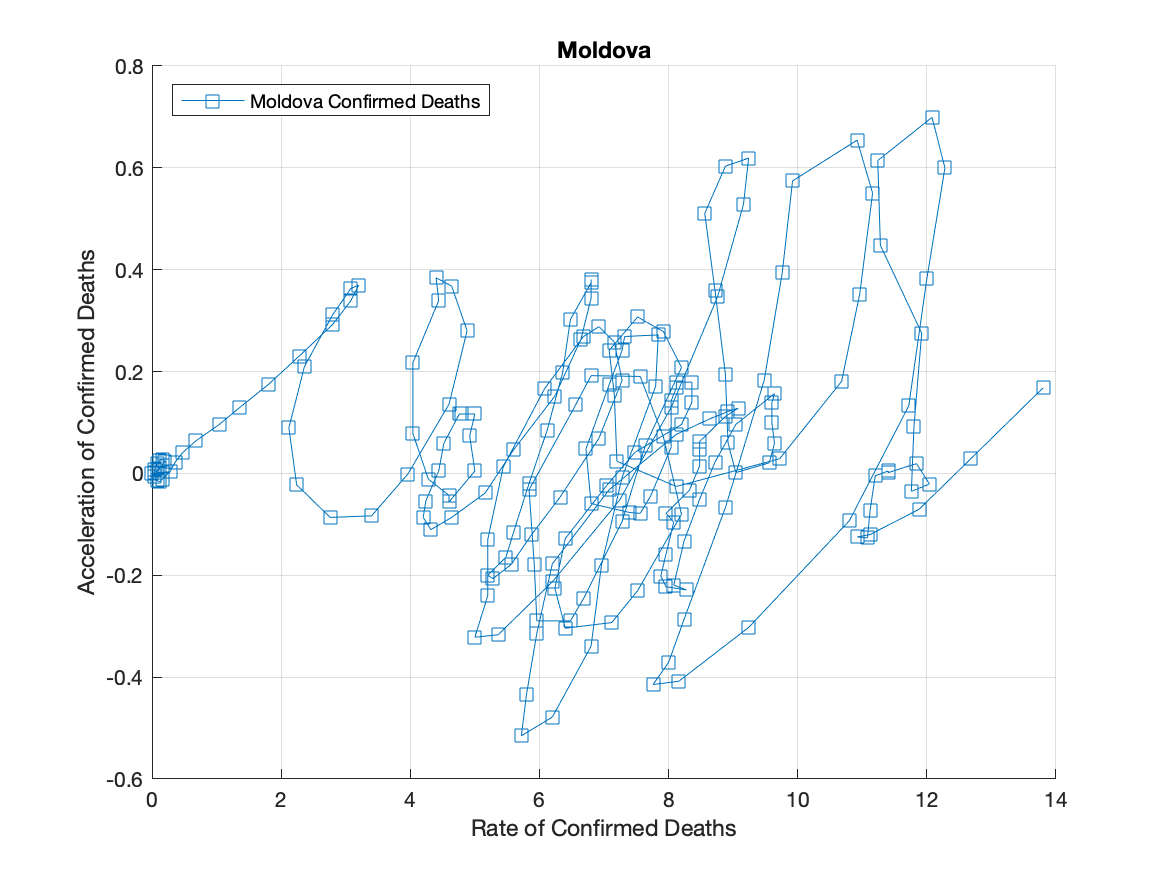 Moldova
0.8
Moldova Confirmed Deaths
0.6
0.4
0.2
0
-0.2
-0.4
-0.6
Acceleration of Confirmed Deaths
0 2 4 6 8 10 12 14
Rate of Confirmed Deaths